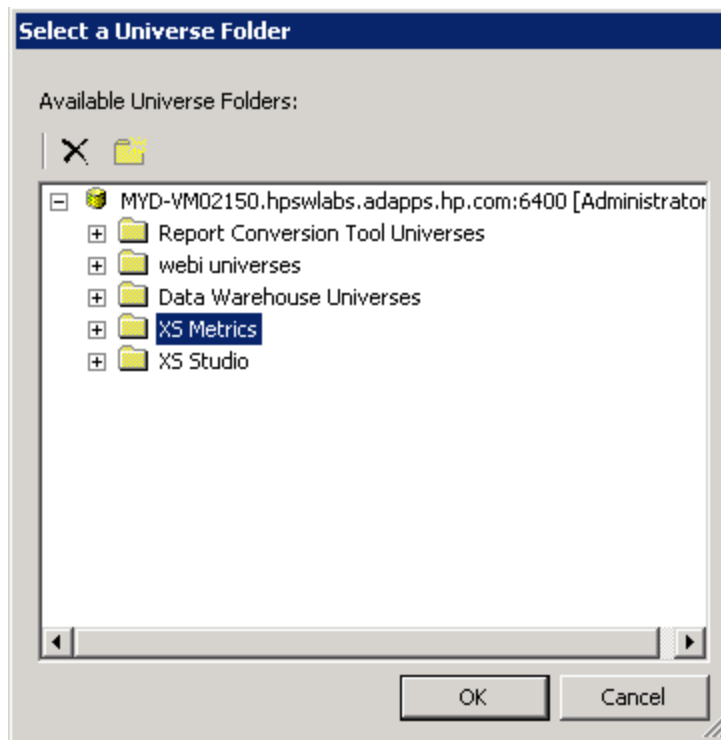 Select a Universe Folder
Available Universe Folders:
MYD-VM02150.hpswlabs.adapps.hp.com:6400 [Administrator
Report Conversion Tool Universes
webi universes
Data Warehouse Universes
XS Metrics
XS Studio
OK Cancel